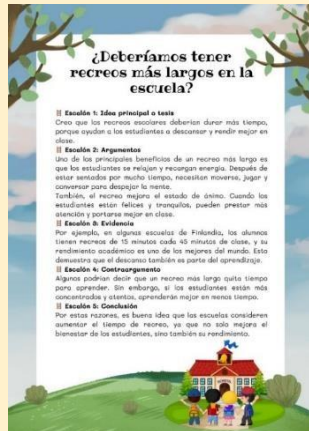 ¿Deberíamos tener
recreos más largos en la
escuela?
Escalón 1: Idea principal o tesis
Creo que los recreos escolares deberían durar más tiempo,
porque ayudan a los estudiantes a descansar y rendir mejor en
clase.
Escalón 2: Argumentos
Uno de los principales beneficios de un recreo más largo es
que los estudiantes se relajan y recargan energía. Después de
estar sentados por mucho tiempo, necesitan moverse, jugar y
conversar para despejar la mente.
También, el recreo mejora el estado de ánimo. Cuando los
estudiantes están felices y tranquilos, pueden prestar más
atención y portarse mejor en clase.
Escalón 3: Evidencia
Por ejemplo, en algunas escuelas de Finlandia, los alumnos
tienen recreos de 15 minutos cada 45 minutos de clase, y su
rendimiento académico es uno de los mejores del mundo. Esto
demuestra que el descanso también es parte del aprendizaje.
Escalón 4: Contraargumento
Algunos podrían decir que un recreo más largo quita tiempo
para aprender. Sin embargo, si los estudiantes están más
concentrados y atentos, aprenderán mejor en menos tiempo.
Escalón 5: Conclusión
Por estas razones, es buena idea que las escuelas consideren
aumentar el tiempo de recreo, ya que no solo mejora el
bienestar de los estudiantes, sino también su rendimiento.